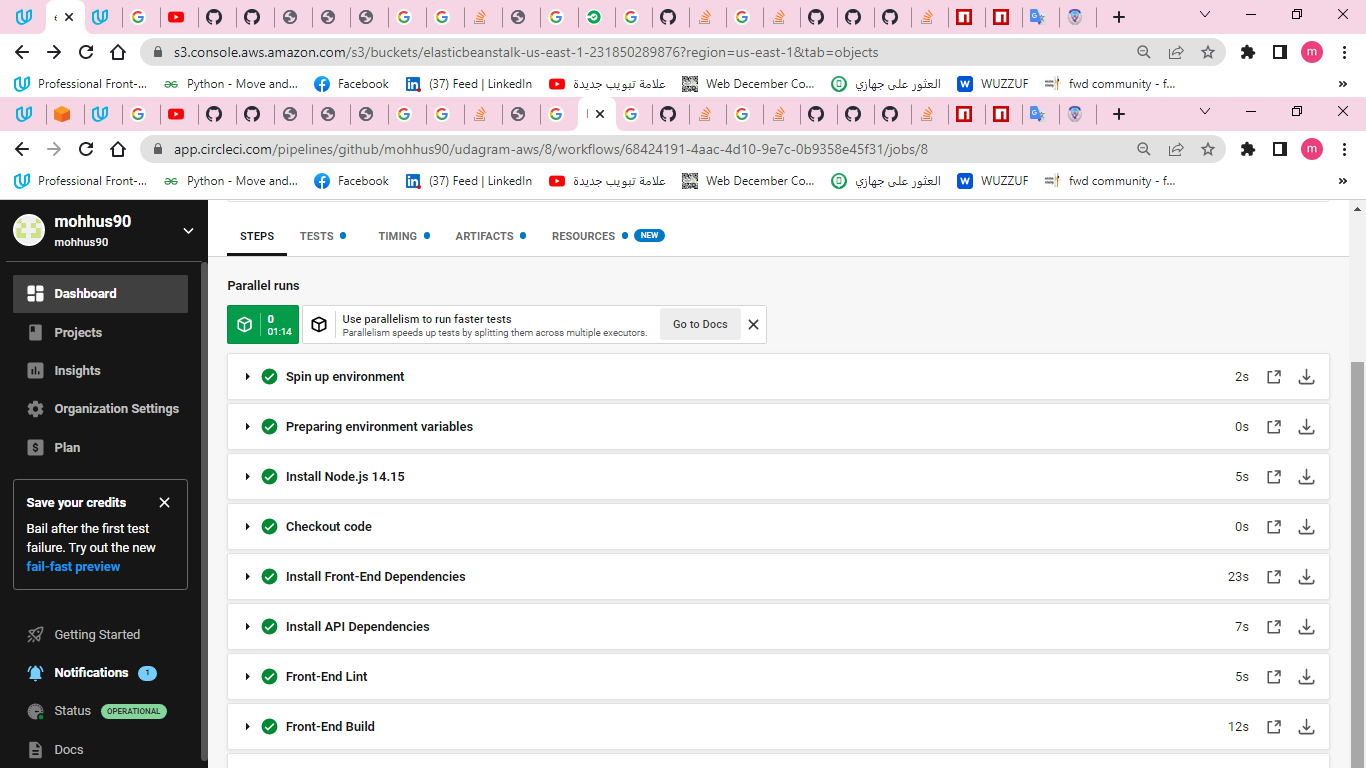 s3.console.aws.amazon.com/s3/buckets/elasticbeanstalk-us-east-1-231850289876?region=us-east-1&tab=objects
m
Professional Front-... Python - Move and... Facebook (37) Feed | LinkedIn علامة تبويب جديدة Web December Co... العثور على جهازي WUZZUF fwd community - f... »
app.circleci.com/pipelines/github/mohhus90/udagram-aws/8/workflows/68424191-4aac-4d10-9e7c-0b9358e45f31/jobs/8
m
Professional Front-... Python - Move and... Facebook (37) Feed | LinkedIn علامة تبويب جديدة Web December Co... العثور على جهازي WUZZUF fwd community - f... »
mohhus90
mohhus90
Dashboard
Projects
Insights
Organization Settings
Plan
Save your credits
Bail after the first test
failure. Try out the new
fail-fast preview
Getting Started
Notifications 1
Status OPERATIONAL
Docs
STEPS TESTS TIMING ARTIFACTS RESOURCES NEW
Parallel runs
0
01:14
Use parallelism to run faster tests
Parallelism speeds up tests by splitting them across multiple executors.
Go to Docs
Spin up environment 2s
Preparing environment variables 0s
Install Node.js 14.15 5s
Checkout code 0s
Install Front-End Dependencies 23s
Install API Dependencies 7s
Front-End Lint 5s
Front-End Build 12s